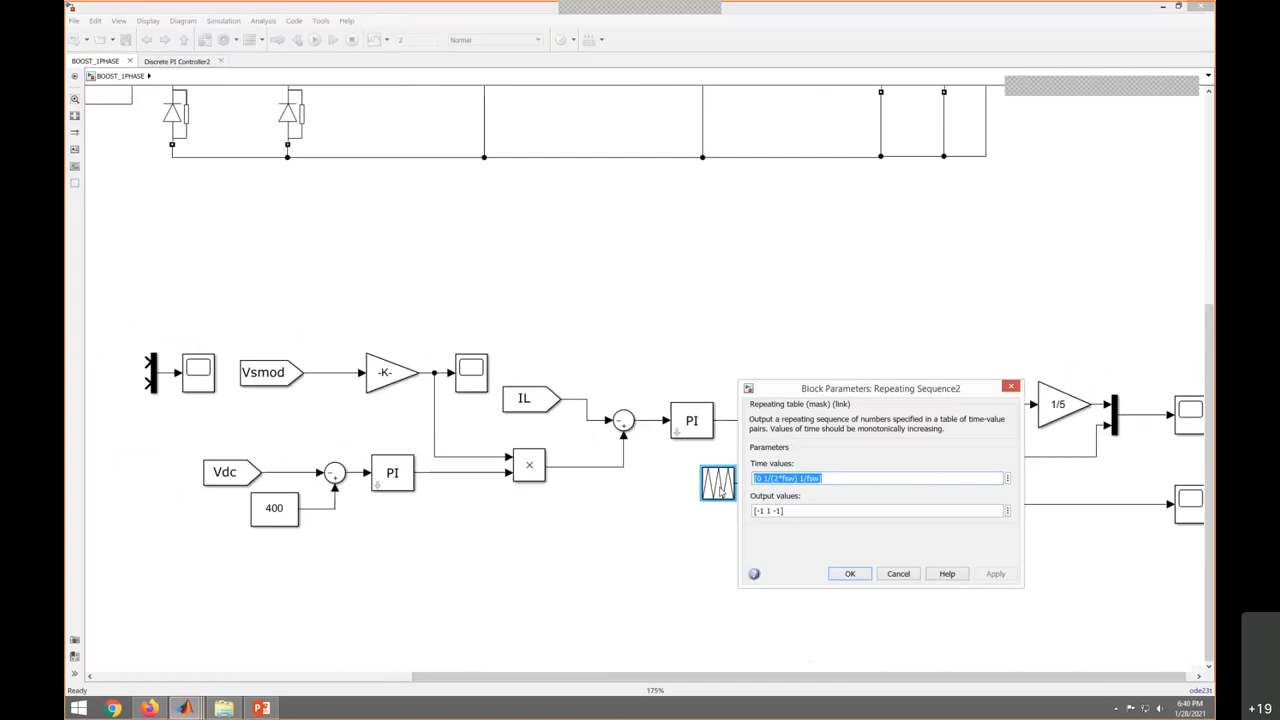 File Edit View Display Diagram Simulation Analysis Code Tools Help
2 Normal
BOOST_1PHASE Discrete PI Controller2
BOOST_1PHASE
Vsmod
-K-
IL
PI
Vdc
PI
×
400
1/5
Block Parameters: Repeating Sequence2
Repeating table (mask) (link)
Output a repeating sequence of numbers specified in a table of time-value
pairs. Values of time should be monotonically increasing.
Parameters
Time values:
[0 1/(2*fsw) 1/fsw]
Output values:
[-1 1 -1]
OK Cancel Help Apply
Ready 175% ode23t
6:40 PM
1/28/2021
+19